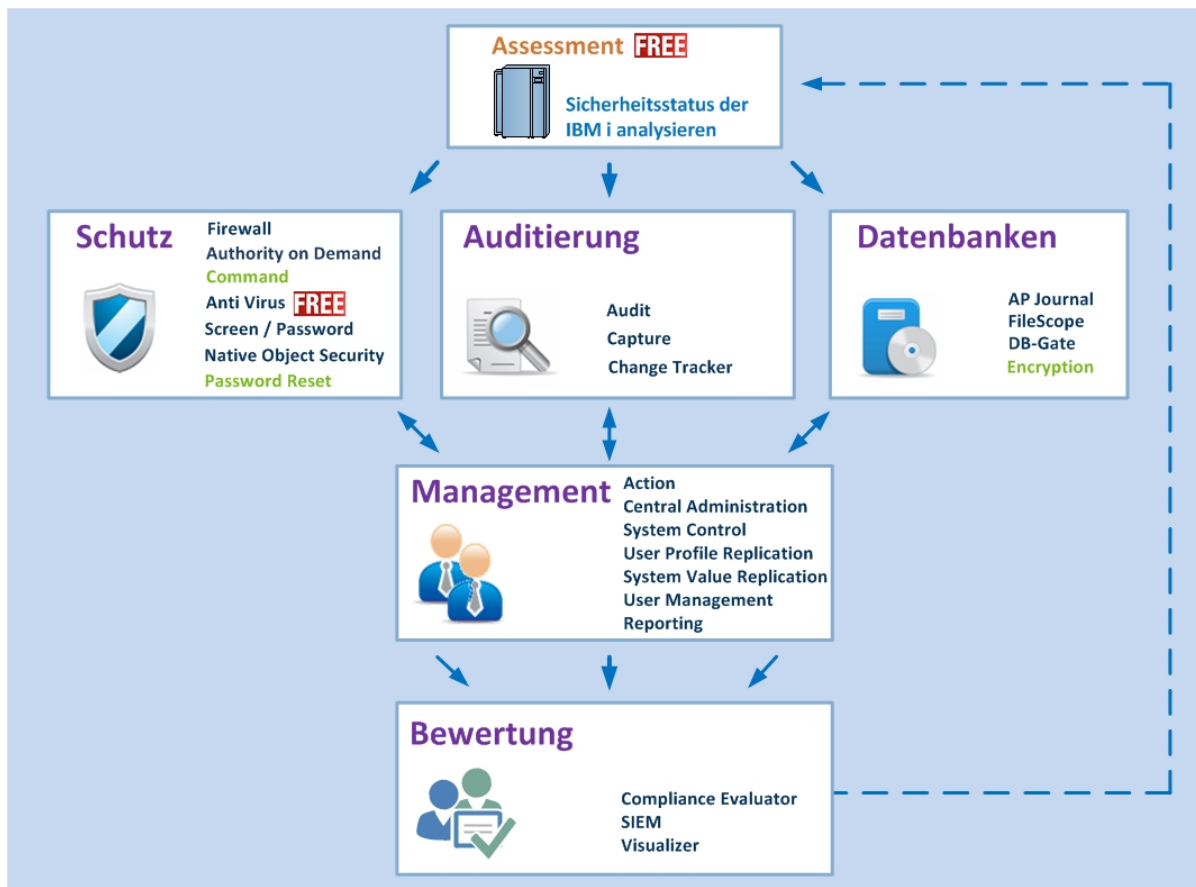 Assessment FREE
Sicherheitsstatus der
IBM i analysieren
Schutz
Firewall
Authority on Demand
Command
Anti Virus FREE
Screen / Password
Native Object Security
Password Reset
Auditierung
Audit
Capture
Change Tracker
Datenbanken
AP Journal
FileScope
DB-Gate
Encryption
Management
Action
Central Administration
System Control
User Profile Replication
System Value Replication
User Management
Reporting
Bewertung
Compliance Evaluator
SIEM
Visualizer